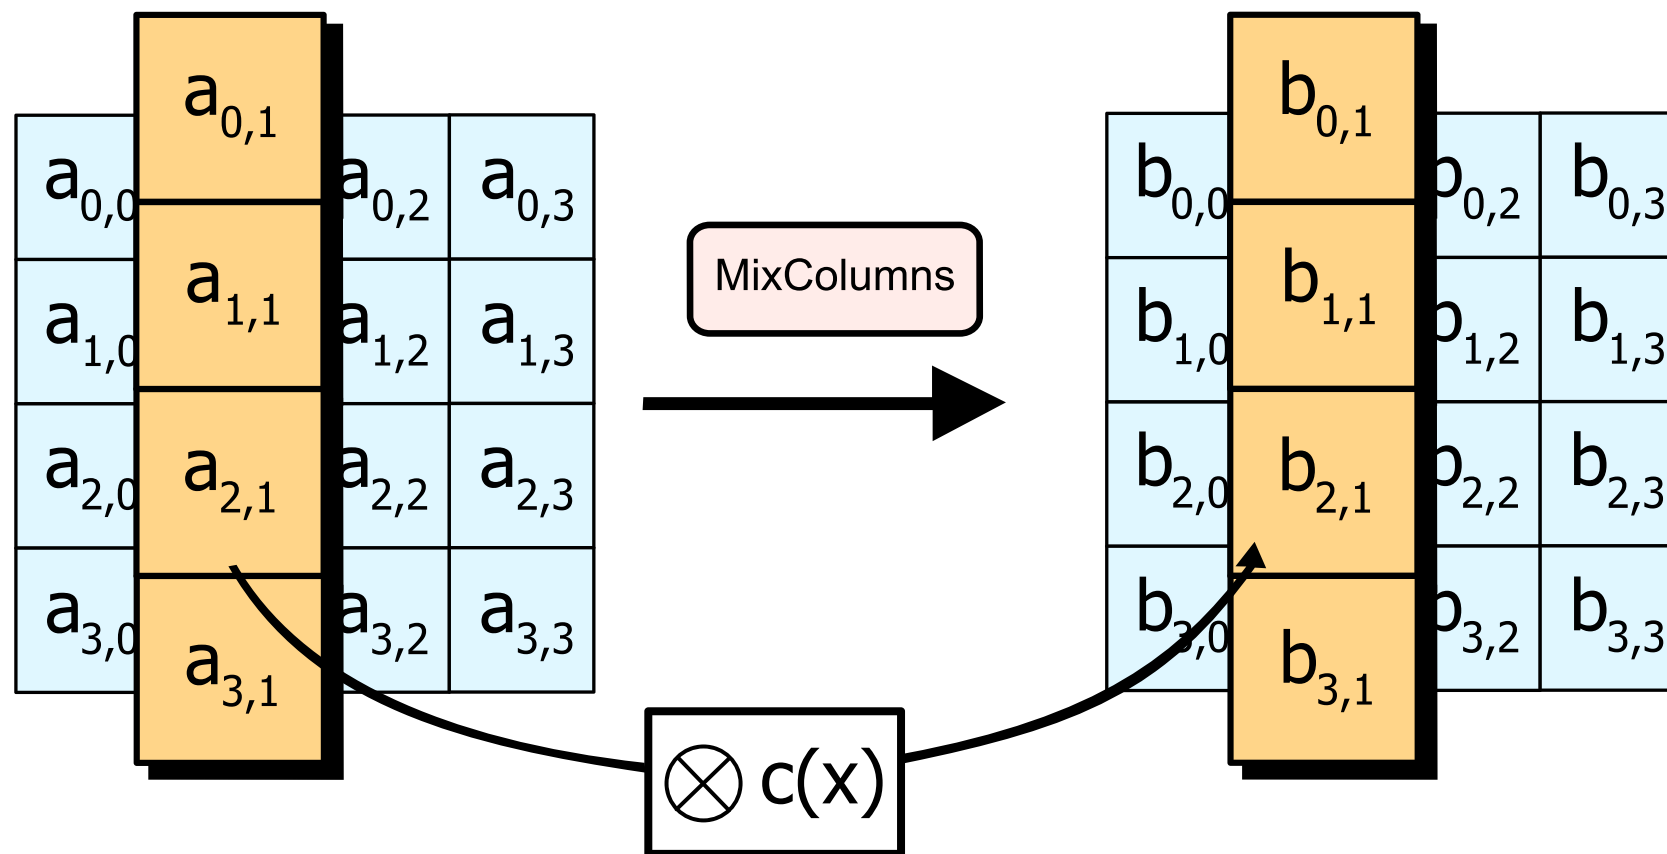 a0,0 a0,1 a0,2 a0,3
a1,0 a1,1 a1,2 a1,3
a2,0 a2,1 a2,2 a2,3
a3,0 a3,1 a3,2 a3,3
MixColumns
b0,0 b0,1 b0,2 b0,3
b1,0 b1,1 b1,2 b1,3
b2,0 b2,1 b2,2 b2,3
b3,0 b3,1 b3,2 b3,3
⊗ c(x)